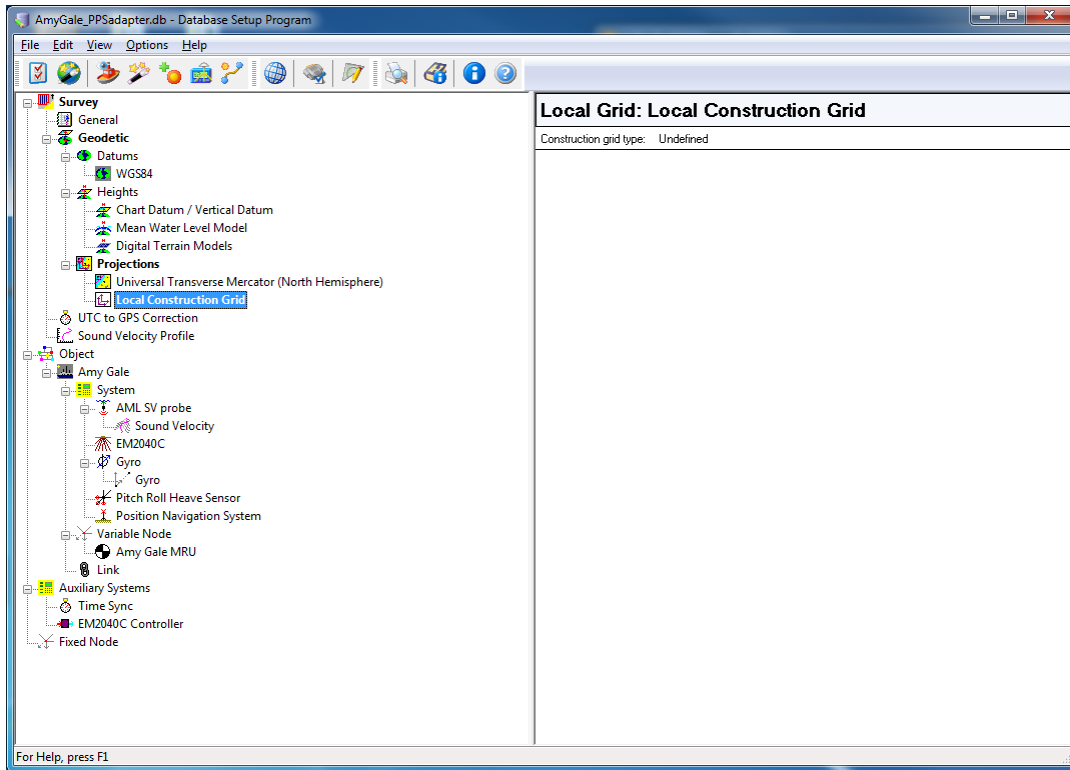 AmyGale_PPSadapter.db - Database Setup Program
File Edit View Options Help
Survey
General
Geodetic
Datums
WGS84
Heights
Chart Datum / Vertical Datum
Mean Water Level Model
Digital Terrain Models
Projections
Universal Transverse Mercator (North Hemisphere)
Local Construction Grid
UTC to GPS Correction
Sound Velocity Profile
Object
Amy Gale
System
AML SV probe
Sound Velocity
EM2040C
Gyro
Gyro
Pitch Roll Heave Sensor
Position Navigation System
Variable Node
Amy Gale MRU
Link
Auxiliary Systems
Time Sync
EM2040C Controller
Fixed Node
Local Grid: Local Construction Grid
Construction grid type: Undefined
For Help, press F1